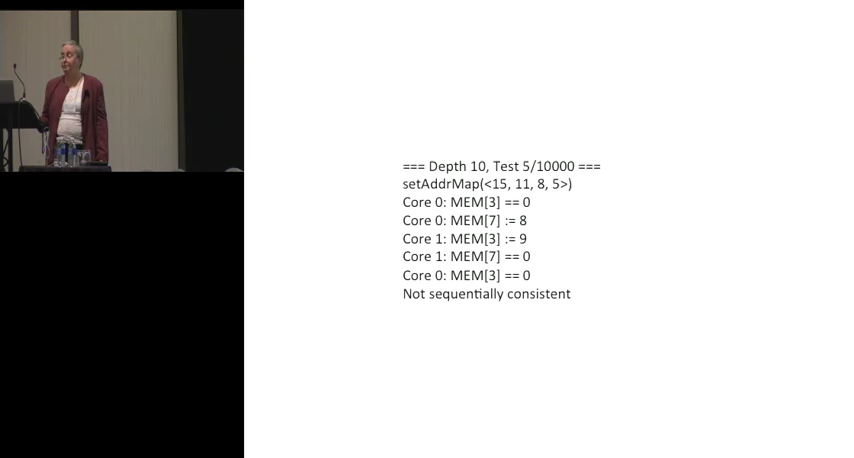 === Depth 10, Test 5/10000 ===
setAddrMap(<15, 11, 8, 5>)
Core 0: MEM[3] == 0
Core 0: MEM[7] := 8
Core 1: MEM[3] := 9
Core 1: MEM[7] == 0
Core 0: MEM[3] == 0
Not sequentially consistent